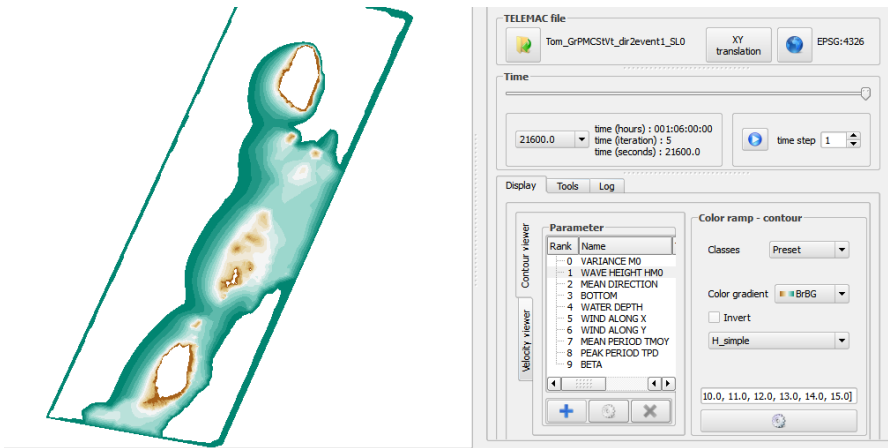 TELEMAC file
Tom_GrPMCStVt_dir2event1_SL0
XY
translation
EPSG:4326
Time
21600.0
time (hours) : 001:06:00:00
time (iteration) : 5
time (seconds) : 21600.0
time step 1
Display Tools Log
Contour viewer
Velocity viewer
Parameter
Rank Name
0 VARIANCE M0
1 WAVE HEIGHT HM0
2 MEAN DIRECTION
3 BOTTOM
4 WATER DEPTH
5 WIND ALONG X
6 WIND ALONG Y
7 MEAN PERIOD TMOY
8 PEAK PERIOD TPD
9 BETA
Color ramp - contour
Classes Preset
Color gradient BrBG
Invert
H_simple
10.0, 11.0, 12.0, 13.0, 14.0, 15.0]